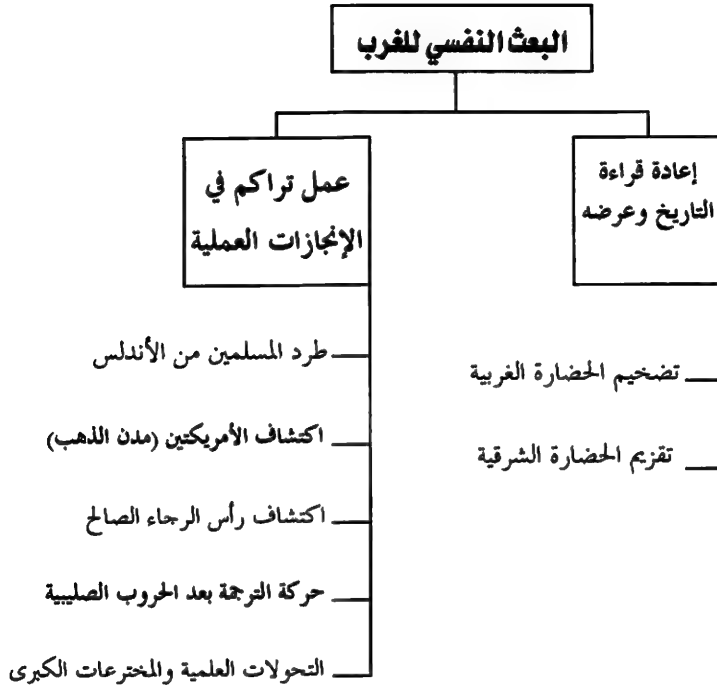 البعث النفسي للغرب
إعادة قراءة
التاريخ وعرضه
تضخيم الحضارة الغربية
تقزيم الحضارة الشرقية
عمل تراكم في
الإنجازات العملية
طرد المسلمين من الأندلس
اكتشاف الأمريكتين (مدن الذهب)
اكتشاف رأس الرجاء الصالح
حركة الترجمة بعد الحروب الصليبية
التحولات العلمية والمخترعات الكبرى